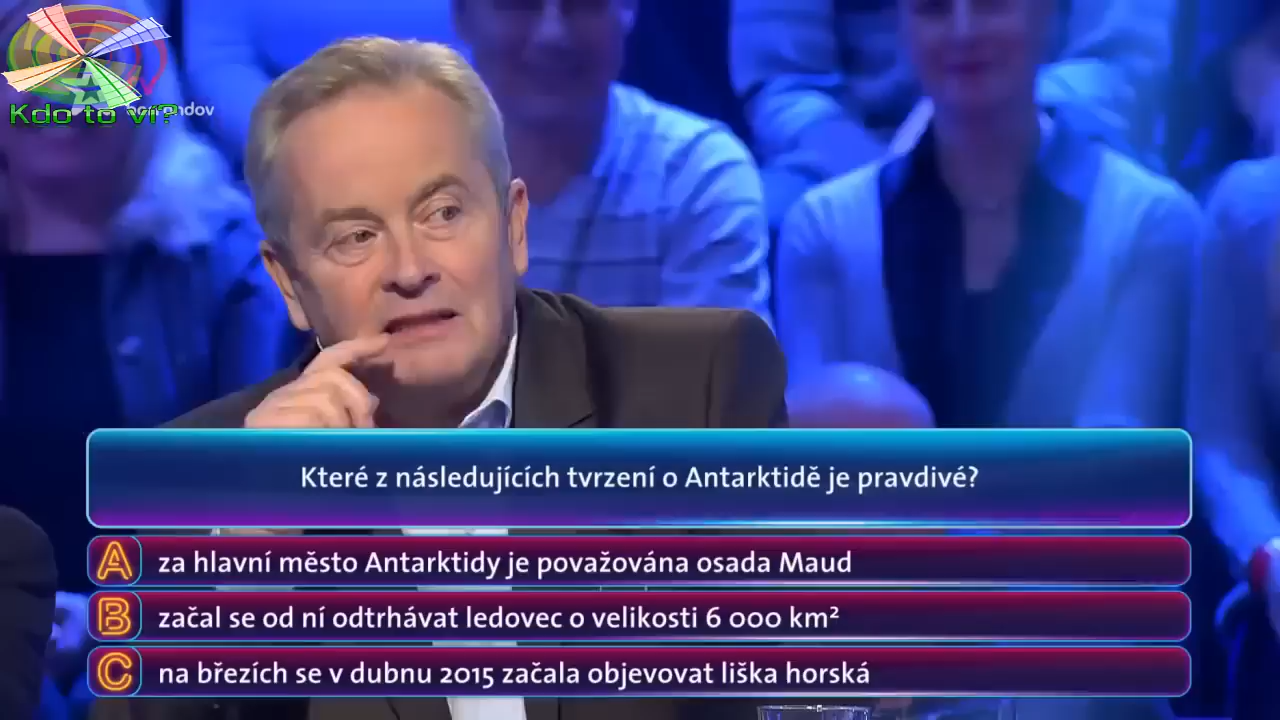 Kdo to ví?
Které z následujících tvrzení o Antarktidě je pravdivé?
A za hlavní město Antarktidy je považována osada Maud
B začal se od ní odtrhávat ledovec o velikosti 6 000 km²
C na březích se v dubnu 2015 začala objevovat liška horská